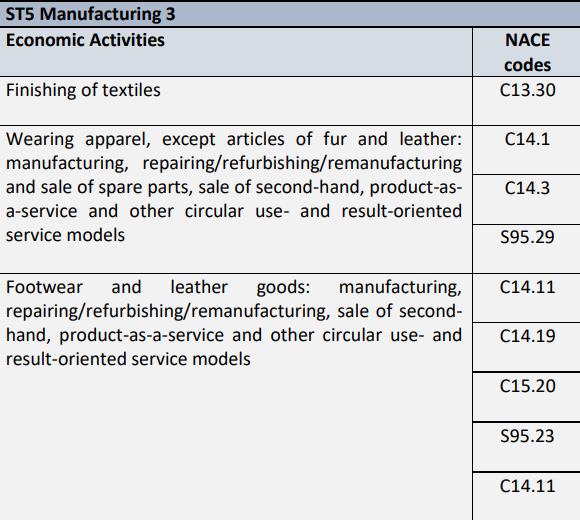 ST5 Manufacturing 3
Economic Activities
NACE
codes
Finishing of textiles
C13.30
Wearing apparel, except articles of fur and leather:
manufacturing, repairing/refurbishing/remanufacturing
and sale of spare parts, sale of second-hand, product-as-
a-service and other circular use- and result-oriented
service models
C14.1
C14.3
S95.29
Footwear and leather goods: manufacturing,
repairing/refurbishing/remanufacturing, sale of second-
hand, product-as-a-service and other circular use- and
result-oriented service models
C14.11
C14.19
C15.20
S95.23
C14.11